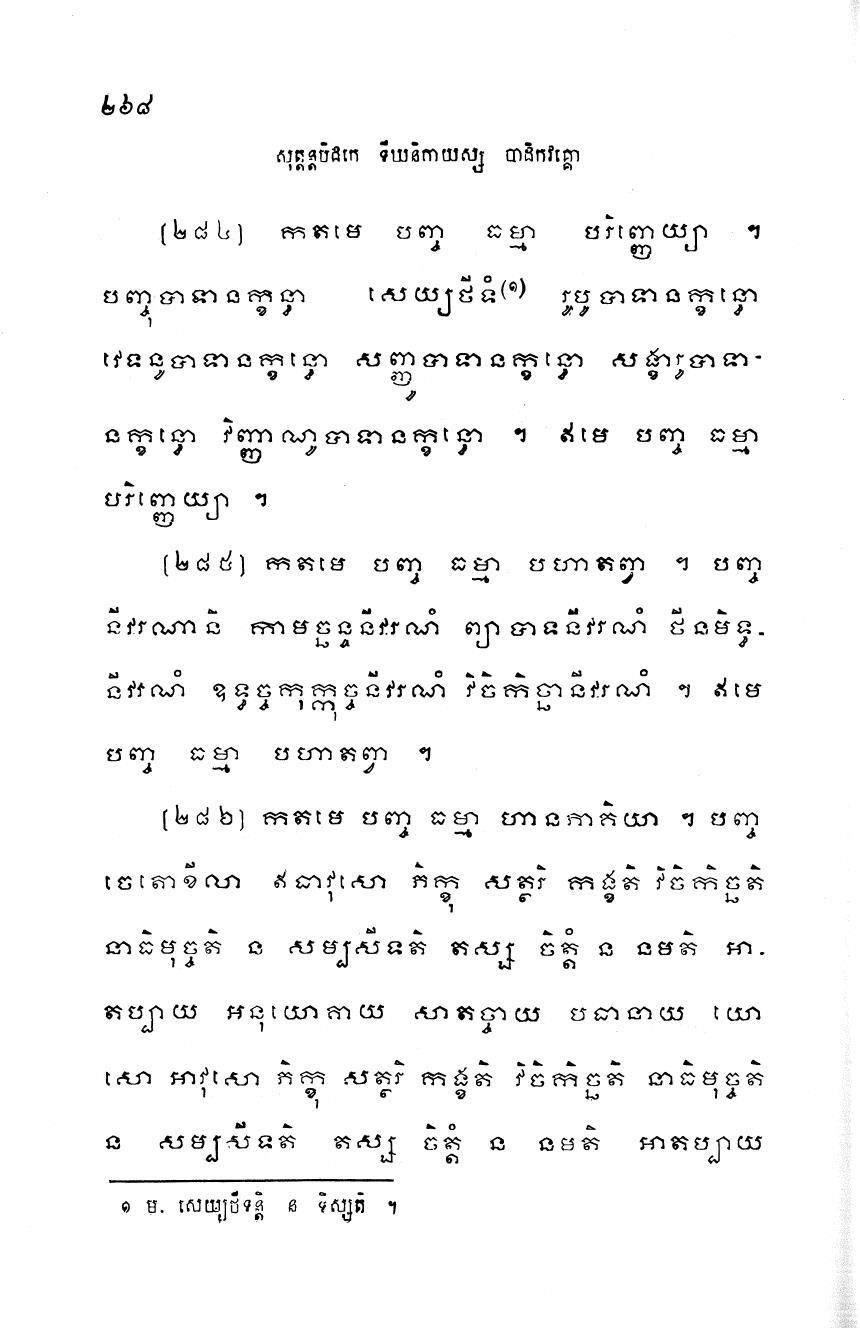 ២៦៨
សុត្តន្តបិដកេ ទីឃនិកាយស្ស បាដិកវគ្គោ
[២៨៤] កតមេ បញ្ច ធម្មា បរិញ្ញេយ្យា ។
បញ្ចុបាទានក្ខន្ធា សេយ្យថីទំ(១) រូបូបាទានក្ខន្ធោ
វេទនូបាទានក្ខន្ធោ សញ្ញូបាទានក្ខន្ធោ សង្ខារូបាទា-
នក្ខន្ធោ វិញ្ញាណូបាទានក្ខន្ធោ ។ ឥមេ បញ្ច ធម្មា
បរិញ្ញេយ្យា ។
[២៨៥] កតមេ បញ្ច ធម្មា បហាតព្វា ។ បញ្ច
នីវរណានិ កាមច្ឆន្ទនីវរណំ ព្យាបាទនីវរណំ ថីនមិទ្ធ-
នីវរណំ ឧទ្ធច្ចកុក្កុច្ចនីវរណំ វិចិកិច្ឆានីវរណំ ។ ឥមេ
បញ្ច ធម្មា បហាតព្វា ។
[២៨៦] កតមេ បញ្ច ធម្មា ហានភាគិយា ។ បញ្ច
ចេតោខីលា ឥធាវុសោ ភិក្ខុ សត្ថរិ កង្ខតិ វិចិកិច្ឆតិ
នាធិមុច្ចតិ ន សម្បសីទតិ តស្ស ចិត្តំ ន នមតិ អា-
តប្បាយ អនុយោគាយ សាតច្ចាយ បធានាយ យោ
សោ អាវុសោ ភិក្ខុ សត្ថរិ កង្ខតិ វិចិកិច្ឆតិ នាធិមុច្ចតិ
ន សម្បសីទតិ តស្ស ចិត្តំ ន នមតិ អាតប្បាយ
១ ម. សេយ្យថីទន្តិ ន ទិស្សតិ ។